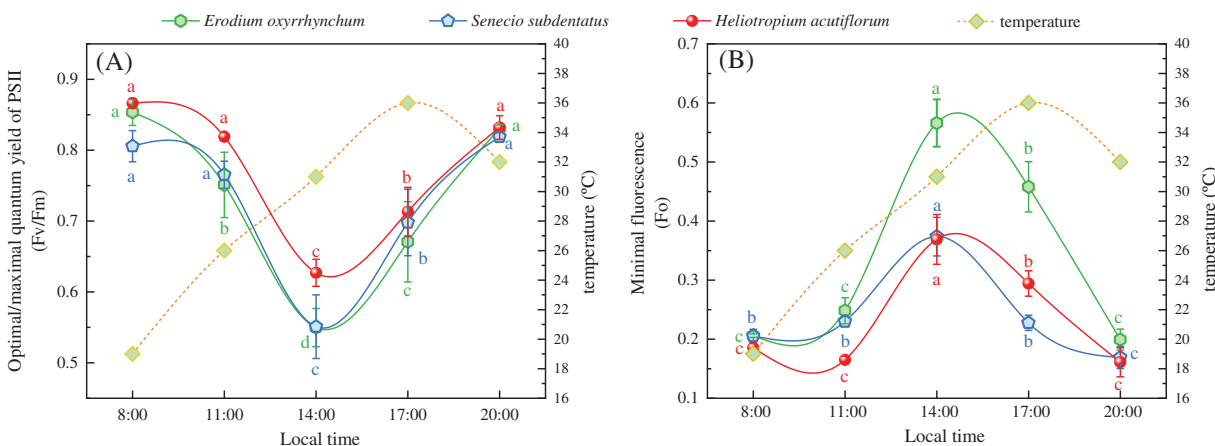 Erodium oxyrrhynchum Senecio subdentatus Heliotropium acutiflorum temperature
(A)
Optimal/maximal quantum yield of PSII
(Fv/Fm)
0.9
0.8
0.7
0.6
0.5
40
38
36
34
32
30
28
26
24
22
20
18
16
temperature (ºC)
a
a
a
a
a
b
c
d
c
b
b
c
a
a
a
8:00 11:00 14:00 17:00 20:00
Local time
(B)
Minimal fluorescence
(Fo)
0.7
0.6
0.5
0.4
0.3
0.2
0.1
40
38
36
34
32
30
28
26
24
22
20
18
16
temperature (ºC)
b
b
c
c
b
c
a
a
a
b
b
b
c
c
c
8:00 11:00 14:00 17:00 20:00
Local time